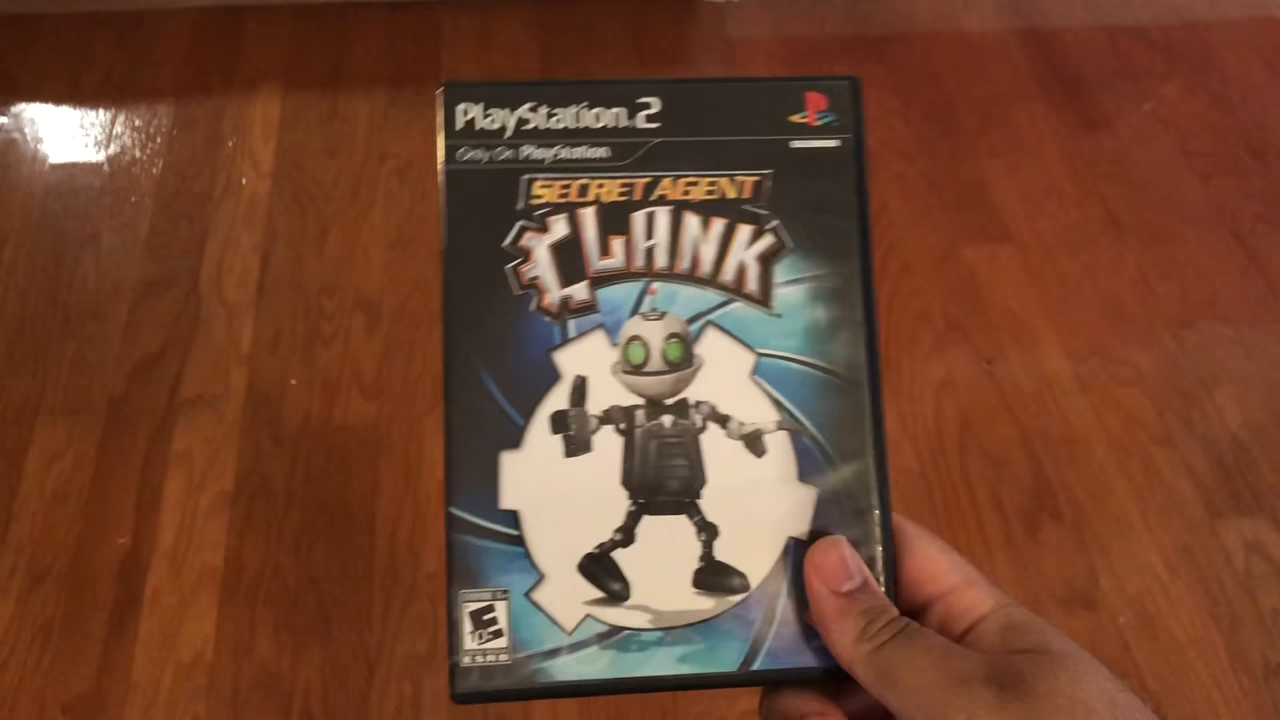 PlayStation 2
Only On PlayStation
SECRET AGENT
CLANK
E
10+
ESRB